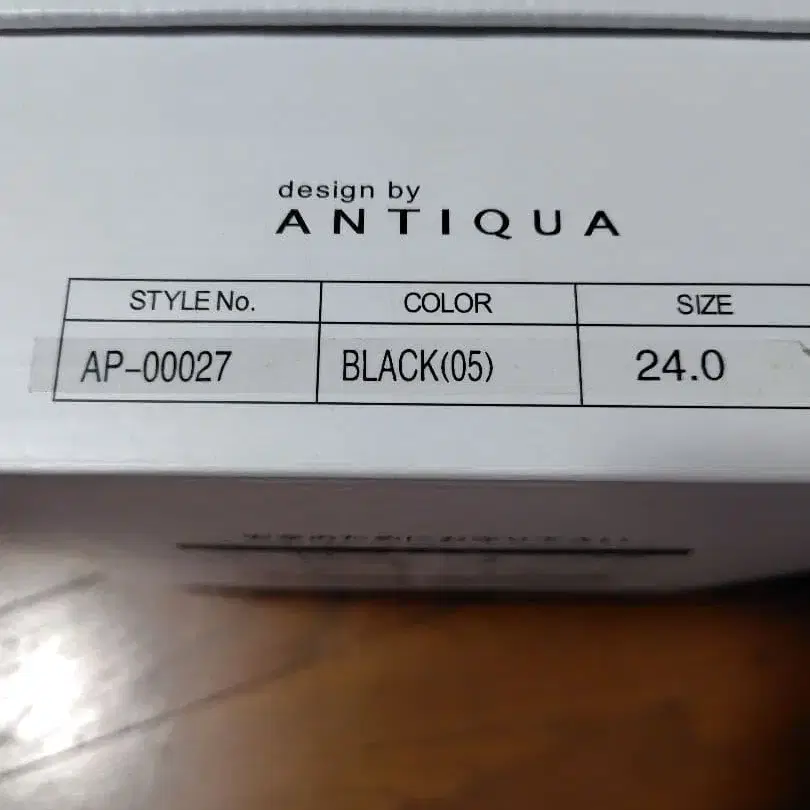 design by
ANTIQUA
STYLE No. COLOR SIZE
AP-00027 BLACK(05) 24.0